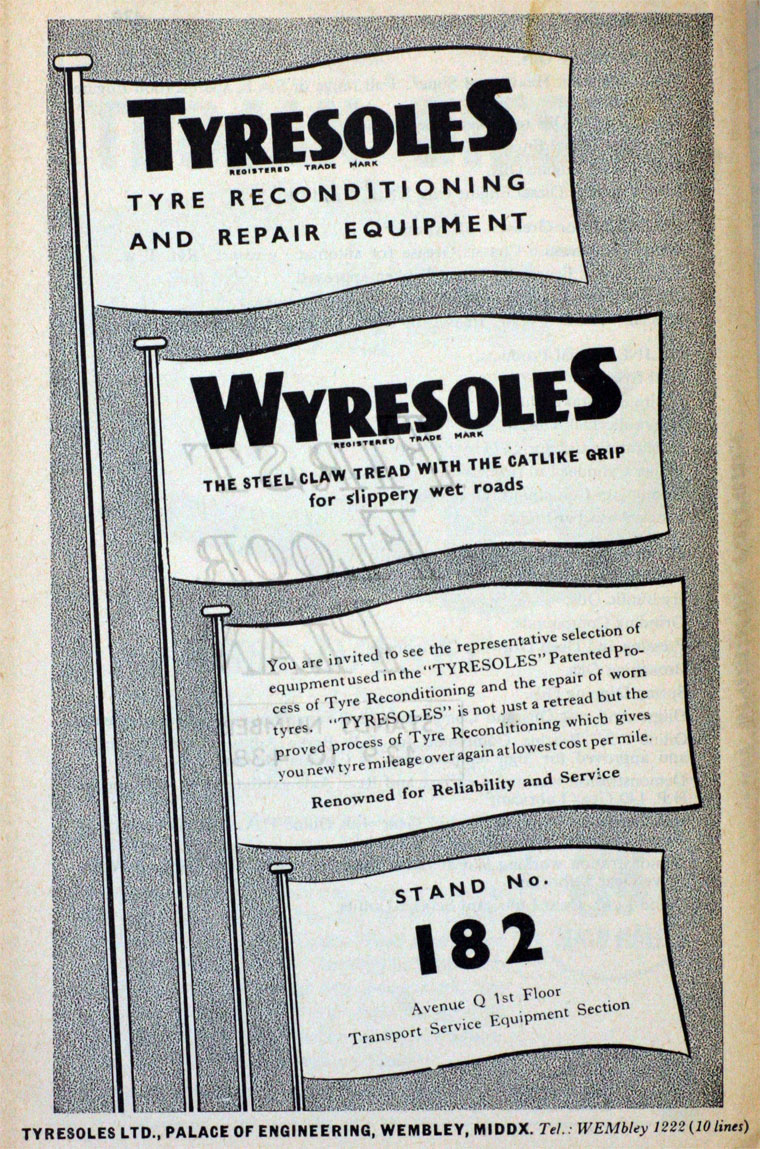 TYRESOLES
REGISTERED TRADE MARK
TYRE RECONDITIONING
AND REPAIR EQUIPMENT
WYRESOLES
REGISTERED TRADE MARK
THE STEEL CLAW TREAD WITH THE CATLIKE GRIP
for slippery wet roads
You are invited to see the representative selection of
equipment used in the "TYRESOLES" Patented Pro-
cess of Tyre Reconditioning and the repair of worn
tyres. "TYRESOLES" is not just a retread but the
proved process of Tyre Reconditioning which gives
you new tyre mileage over again at lowest cost per mile.
Renowned for Reliability and Service
STAND No.
182
Avenue Q 1st Floor
Transport Service Equipment Section
TYRESOLES LTD., PALACE OF ENGINEERING, WEMBLEY, MIDDX. Tel.: WEMbley 1222 (10 lines)